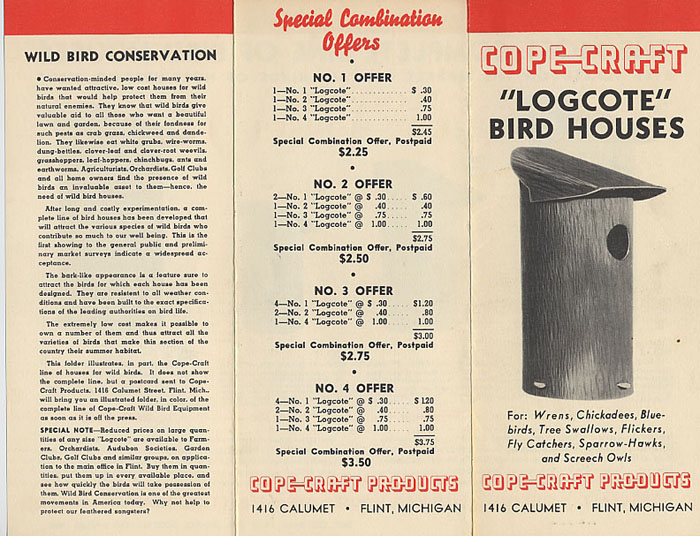 WILD BIRD CONSERVATION
• Conservation-minded people for many years,
have wanted attractive, low cost houses for wild
birds that would help protect them from their
natural enemies. They know that wild birds give
valuable aid to all those who want a beautiful
lawn and garden, because of their fondness for
such pests as crab grass, chickweed and dande-
lion. They likewise eat white grubs, wire-worms,
dung-beetles, clover-leaf and clover-root weevils,
grasshoppers, leaf-hoppers, chinchbugs, ants and
earthworms. Agriculturists, Orchardists, Golf Clubs
and all home owners find the presence of wild
birds an invaluable asset to them—hence, the
need of wild bird houses.
After long and costly experimentation, a com-
plete line of bird houses has been developed that
will attract the various species of wild birds who
contribute so much to our well being. This is the
first showing to the general public and prelimi-
nary market surveys indicate a widespread ac-
ceptance.
The bark-like appearance is a feature sure to
attract the birds for which each house has been
designed. They are resistent to all weather con-
ditions and have been built to the exact specifica-
tions of the leading authorities on bird life.
The extremely low cost makes it possible to
own a number of them and thus attract all the
varieties of birds that make this section of the
country their summer habitat.
This folder illustrates, in part, the Cope-Craft
line of houses for wild birds. It does not show
the complete line, but a postcard sent to Cope-
Craft Products, 1416 Calumet Street, Flint, Mich.,
will bring you an illustrated folder, in color, of the
complete line of Cope-Craft Wild Bird Equipment
as soon as it is off the press.
SPECIAL NOTE—Reduced prices on large quan-
tities of any size "Logcote" are available to Farm-
ers, Orchardists, Audubon Societies, Garden
Clubs, Golf Clubs and similar groups, on applica-
tion to the main office in Flint. Buy them in quan-
tities, put them up in every available place, and
see how quickly the birds will take possession of
them. Wild Bird Conservation is one of the greatest
movements in America today. Why not help to
protect our feathered songsters?
Special Combination
Offers
•
NO. 1 OFFER
1—No. 1 "Logcote" . . . . . . . . . . . . $ .30
1—No. 2 "Logcote" . . . . . . . . . . . . .40
1—No. 3 "Logcote" . . . . . . . . . . . . .75
1—No. 4 "Logcote" . . . . . . . . . . . . 1.00
$2.45
Special Combination Offer, Postpaid
$2.25
•
NO. 2 OFFER
2—No. 1 "Logcote" @ $ .30 . . . . . $ .60
1—No. 2 "Logcote" @ .40 . . . . . .40
1—No. 3 "Logcote" @ .75 . . . . . .75
1—No. 4 "Logcote" @ 1.00 . . . . . 1.00
$2.75
Special Combination Offer, Postpaid
$2.50
•
NO. 3 OFFER
4—No. 1 "Logcote" @ $ .30 . . . . . $1.20
2—No. 2 "Logcote" @ .40 . . . . . .80
1—No. 4 "Logcote" @ 1.00 . . . . . 1.00
$3.00
Special Combination Offer, Postpaid
$2.75
•
NO. 4 OFFER
4—No. 1 "Logcote" @ $ .30 . . . . . $ 1.20
2—No. 2 "Logcote" @ .40 . . . . . .80
1—No. 3 "Logcote" @ .75 . . . . . .75
1—No. 4 "Logcote" @ 1.00 . . . . . 1.00
$3.75
Special Combination Offer, Postpaid
$3.50
COPE-CRAFT PRODUCTS
1416 CALUMET • FLINT, MICHIGAN
COPE-CRAFT
"LOGCOTE"
BIRD HOUSES
For: Wrens, Chickadees, Blue-
birds, Tree Swallows, Flickers,
Fly Catchers, Sparrow-Hawks,
and Screech Owls
COPE-CRAFT PRODUCTS
1416 CALUMET • FLINT, MICHIGAN